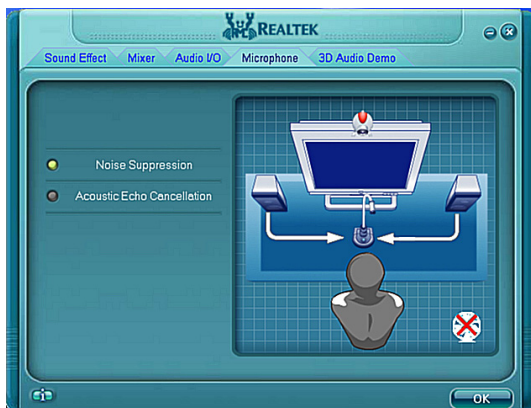 REALTEK
Sound Effect Mixer Audio I/O Microphone 3D Audio Demo
Noise Suppression
Acoustic Echo Cancellation
i
OK